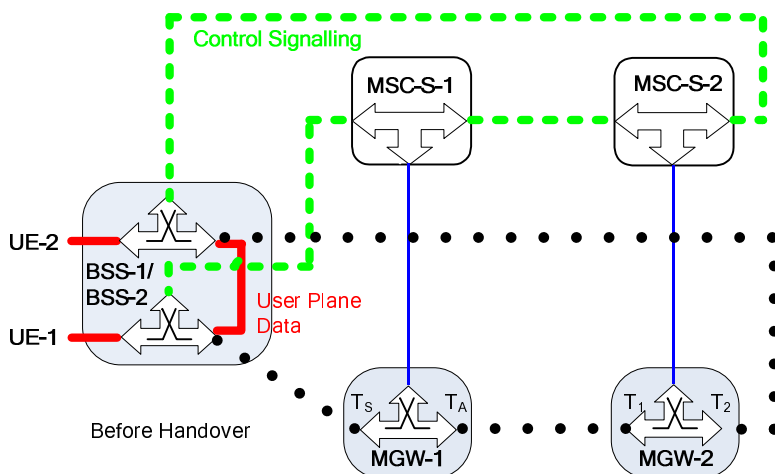 Control Signalling
MSC-S-1
MSC-S-2
UE-2
BSS-1/
BSS-2
User Plane
Data
UE-1
Before Handover
TS
TA
MGW-1
T1
T2
MGW-2